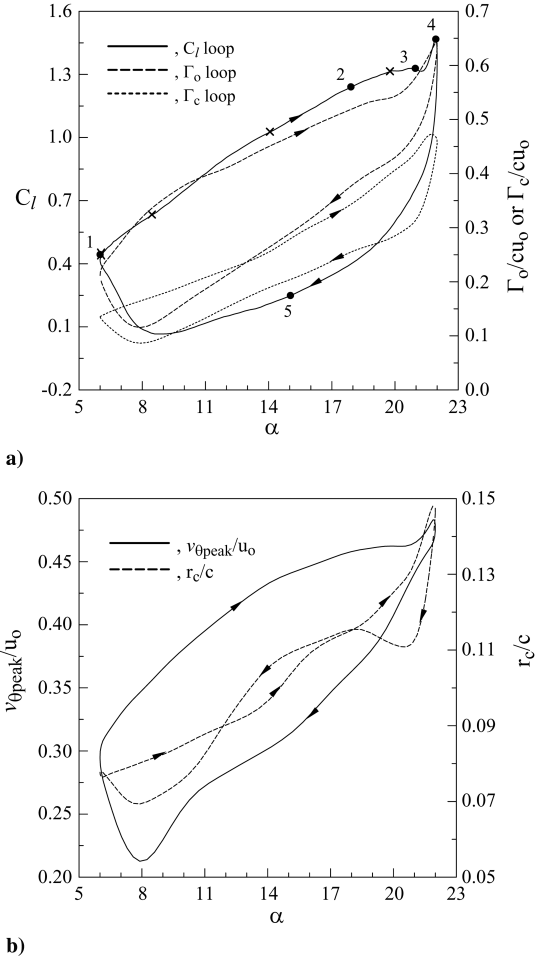 1.6
1.3
1.0
0.7
0.4
0.1
-0.2
C_l
, C_l loop
, Γ_o loop
, Γ_c loop
1
2
3
4
5
0.7
0.6
0.5
0.4
0.3
0.2
0.1
0.0
Γ_o/cu_o or Γ_c/cu_o
5 8 11 14 17 20 23
α
a)
0.50
0.45
0.40
0.35
0.30
0.25
0.20
v_θpeak/u_o
, v_θpeak/u_o
, r_c/c
0.15
0.13
0.11
0.09
0.07
0.05
r_c/c
5 8 11 14 17 20 23
α
b)